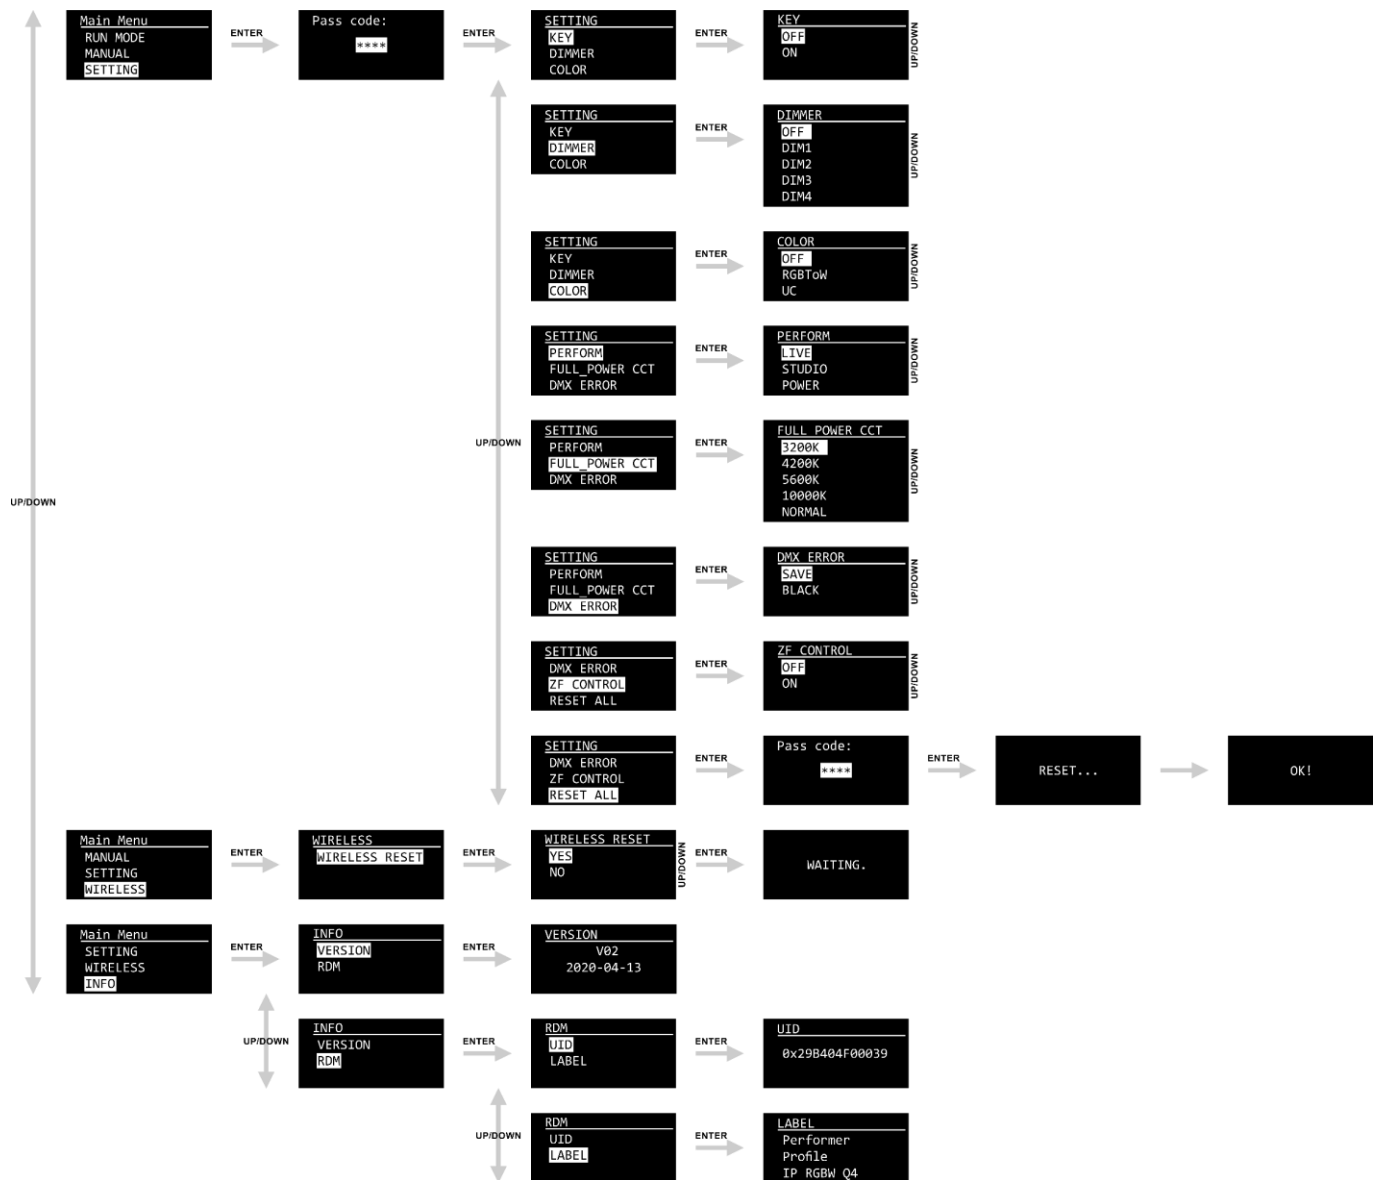 Main Menu
RUN MODE
MANUAL
SETTING
ENTER
Pass code:
****
ENTER
SETTING
KEY
DIMMER
COLOR
ENTER
KEY
OFF
ON
UP/DOWN
SETTING
KEY
DIMMER
COLOR
ENTER
DIMMER
OFF
DIM1
DIM2
DIM3
DIM4
UP/DOWN
SETTING
KEY
DIMMER
COLOR
ENTER
COLOR
OFF
RGBToW
UC
UP/DOWN
SETTING
PERFORM
FULL_POWER CCT
DMX ERROR
ENTER
PERFORM
LIVE
STUDIO
POWER
UP/DOWN
UP/DOWN
SETTING
PERFORM
FULL_POWER CCT
DMX ERROR
ENTER
FULL POWER CCT
3200K
4200K
5600K
10000K
NORMAL
UP/DOWN
UP/DOWN
SETTING
PERFORM
FULL_POWER CCT
DMX ERROR
ENTER
DMX ERROR
SAVE
BLACK
UP/DOWN
SETTING
DMX ERROR
ZF CONTROL
RESET ALL
ENTER
ZF CONTROL
OFF
ON
UP/DOWN
SETTING
DMX ERROR
ZF CONTROL
RESET ALL
ENTER
Pass code:
****
ENTER
RESET...
OK!
Main Menu
MANUAL
SETTING
WIRELESS
ENTER
WIRELESS
WIRELESS RESET
ENTER
WIRELESS RESET
YES
NO
UP/DOWN
ENTER
WAITING.
Main Menu
SETTING
WIRELESS
INFO
ENTER
INFO
VERSION
RDM
ENTER
VERSION
V02
2020-04-13
UP/DOWN
INFO
VERSION
RDM
ENTER
RDM
UID
LABEL
ENTER
UID
0x29B404F00039
UP/DOWN
RDM
UID
LABEL
ENTER
LABEL
Performer
Profile
IP RGBW Q4